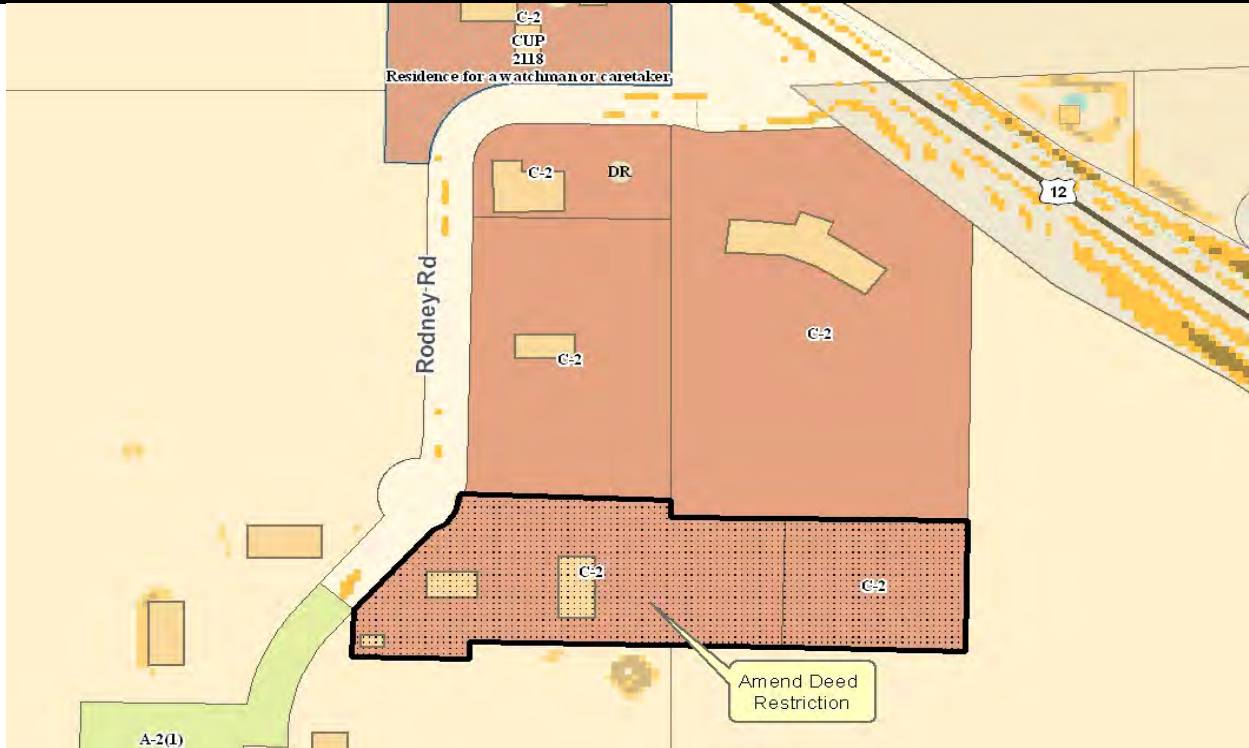 C-2
CUP
2118
Residence for a watchman or caretaker
12
C-2
DR
Rodney Rd
C-2
C-2
C-2
C-2
Amend Deed
Restriction
A-2(1)